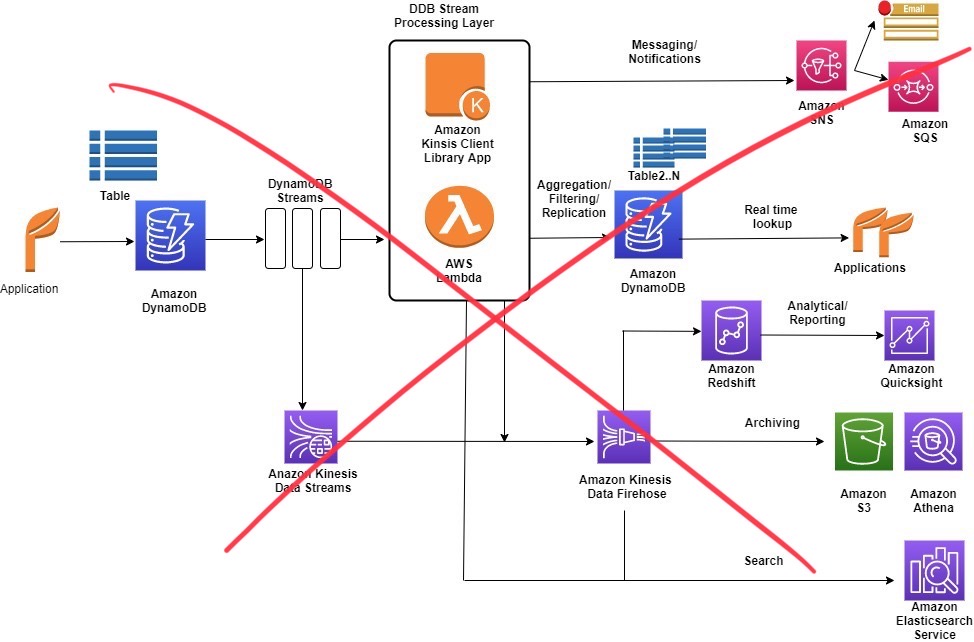 DDB Stream
Processing Layer
Messaging/
Notifications
Email
Amazon
SNS
Amazon
SQS
K
Amazon
Kinsis Client
Library App
Table
DynamoDB
Streams
Aggregation/
Filtering/
Replication
Table2..N
Real time
lookup
AWS
Lambda
Application
Amazon
DynamoDB
Amazon
DynamoDB
Applications
Analytical/
Reporting
Amazon
Redshift
Amazon
Quicksight
Archiving
Anazon Kinesis
Data Streams
Amazon Kinesis
Data Firehose
Amazon
S3
Amazon
Athena
Search
Amazon
Elasticsearch
Service